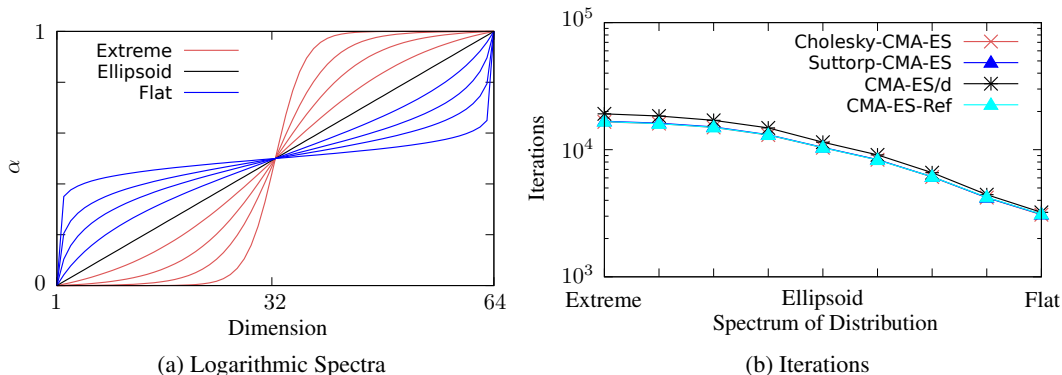 1
α
0
Extreme
Ellipsoid
Flat
1
32
64
Dimension
(a) Logarithmic Spectra
10^5
10^4
10^3
Iterations
Cholesky-CMA-ES
Suttorp-CMA-ES
CMA-ES/d
CMA-ES-Ref
Extreme
Ellipsoid
Flat
Spectrum of Distribution
(b) Iterations